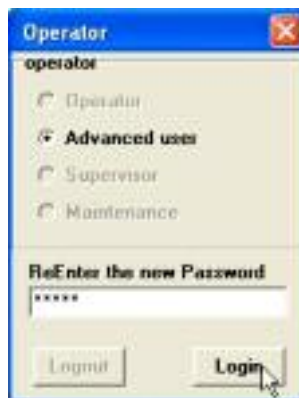 Operator
operator
Operator
Advanced user
Supervisor
Maintenance
ReEnter the new Password
*****
Logout
Login